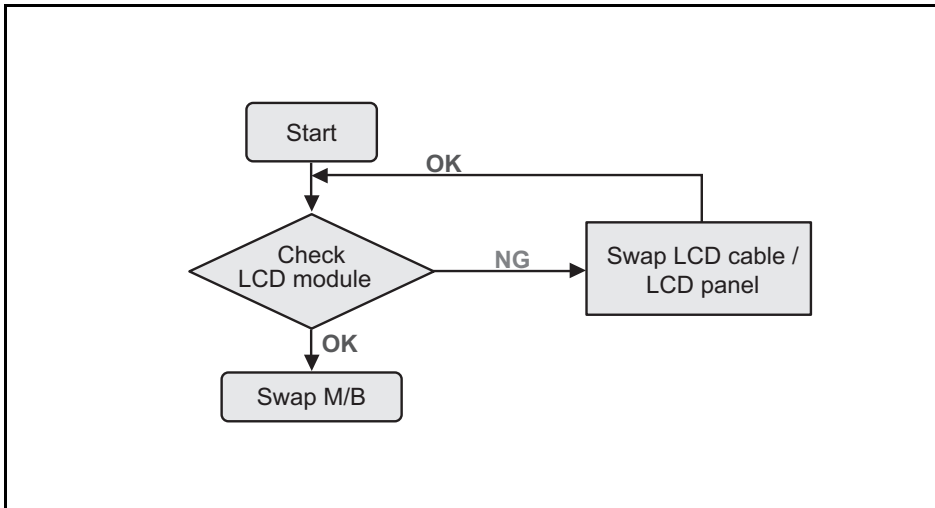 Start
OK
Check
LCD module
NG
Swap LCD cable /
LCD panel
OK
Swap M/B